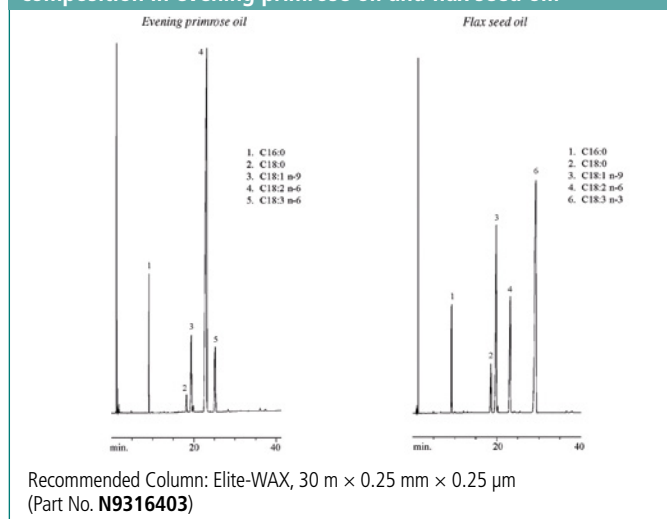 Evening primrose oil
4
1. C16:0
2. C18:0
3. C18:1 n-9
4. C18:2 n-6
5. C18:3 n-6
1
3
5
2
min.
20
40
Flax seed oil
1. C16:0
2. C18:0
3. C18:1 n-9
4. C18:2 n-6
6. C18:3 n-3
6
3
4
1
2
min.
20
40
Recommended Column: Elite-WAX, 30 m × 0.25 mm × 0.25 μm
(Part No. N9316403)